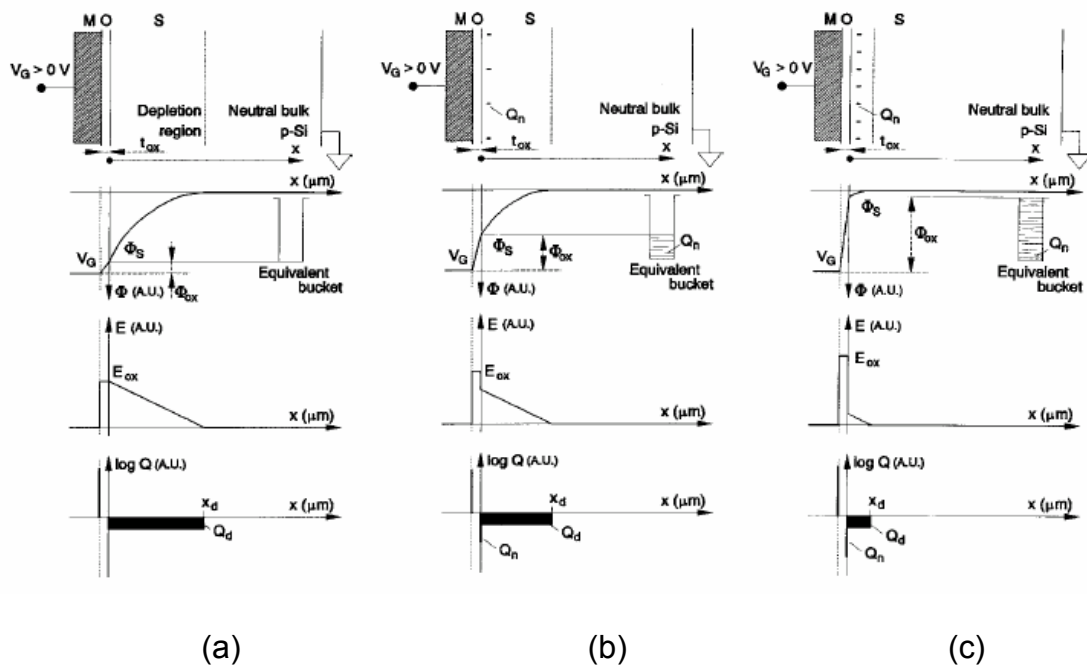 M O S
V_G > 0 V
Depletion region
Neutral bulk p-Si
t_ox
x
x (μm)
Φ_S
V_G
Φ_ox
Φ (A.U.)
Equivalent bucket
E (A.U.)
E_ox
x (μm)
log Q (A.U.)
x (μm)
x_d
Q_d
(a)
M O S
V_G > 0 V
Q_n
Neutral bulk p-Si
t_ox
x
x (μm)
Φ_S
V_G
Φ_ox
Q_n
Φ (A.U.)
Equivalent bucket
E (A.U.)
E_ox
x (μm)
log Q (A.U.)
x_d
x (μm)
Q_d
Q_n
(b)
M O S
V_G > 0 V
Q_n
Neutral bulk p-Si
t_ox
x
x (μm)
Φ_S
V_G
Φ_ox
Q_n
Φ (A.U.)
Equivalent bucket
E (A.U.)
E_ox
x (μm)
log Q (A.U.)
x_d
x (μm)
Q_d
Q_n
(c)